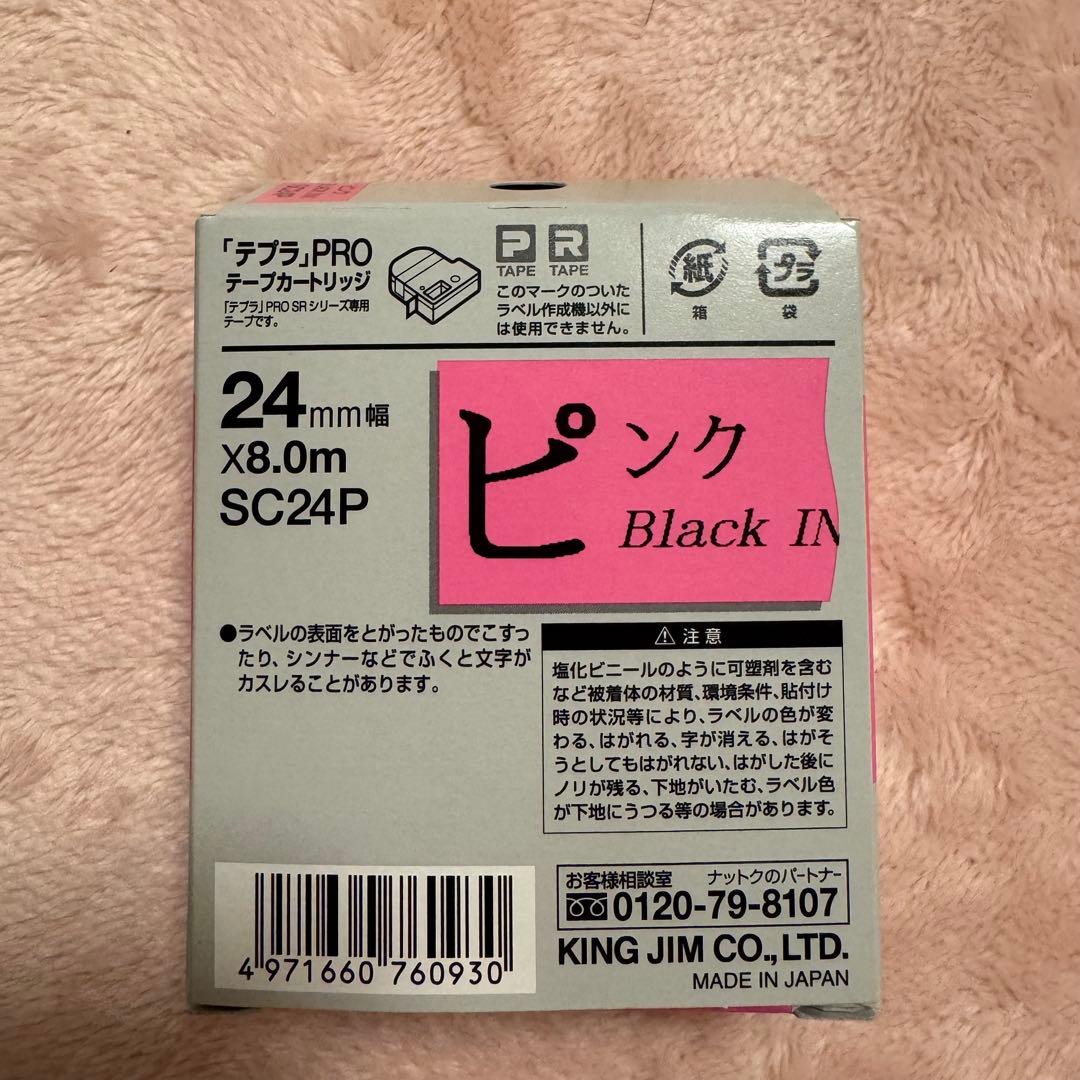 「テプラ」PRO
テープカートリッジ
「テプラ」PRO SRシリーズ専用
テープです。
P R
TAPE TAPE
このマークのついた
ラベル作成機以外に
は使用できません。
紙
箱
プラ
袋
24mm幅
X8.0m
SC24P
ピンク
Black IN
●ラベルの表面をとがったものでこすっ
たり、シンナーなどでふくと文字が
カスレることがあります。
⚠ 注意
塩化ビニールのように可塑剤を含む
など被着体の材質、環境条件、貼付け
時の状況等により、ラベルの色が変
わる、はがれる、字が消える、はがそ
うとしてもはがれない、はがした後に
ノリが残る、下地がいたむ、ラベル色
が下地にうつる等の場合があります。
4 971660 760930
お客様相談室 ナットクのパートナー
0120-79-8107
KING JIM CO.,LTD.
MADE IN JAPAN